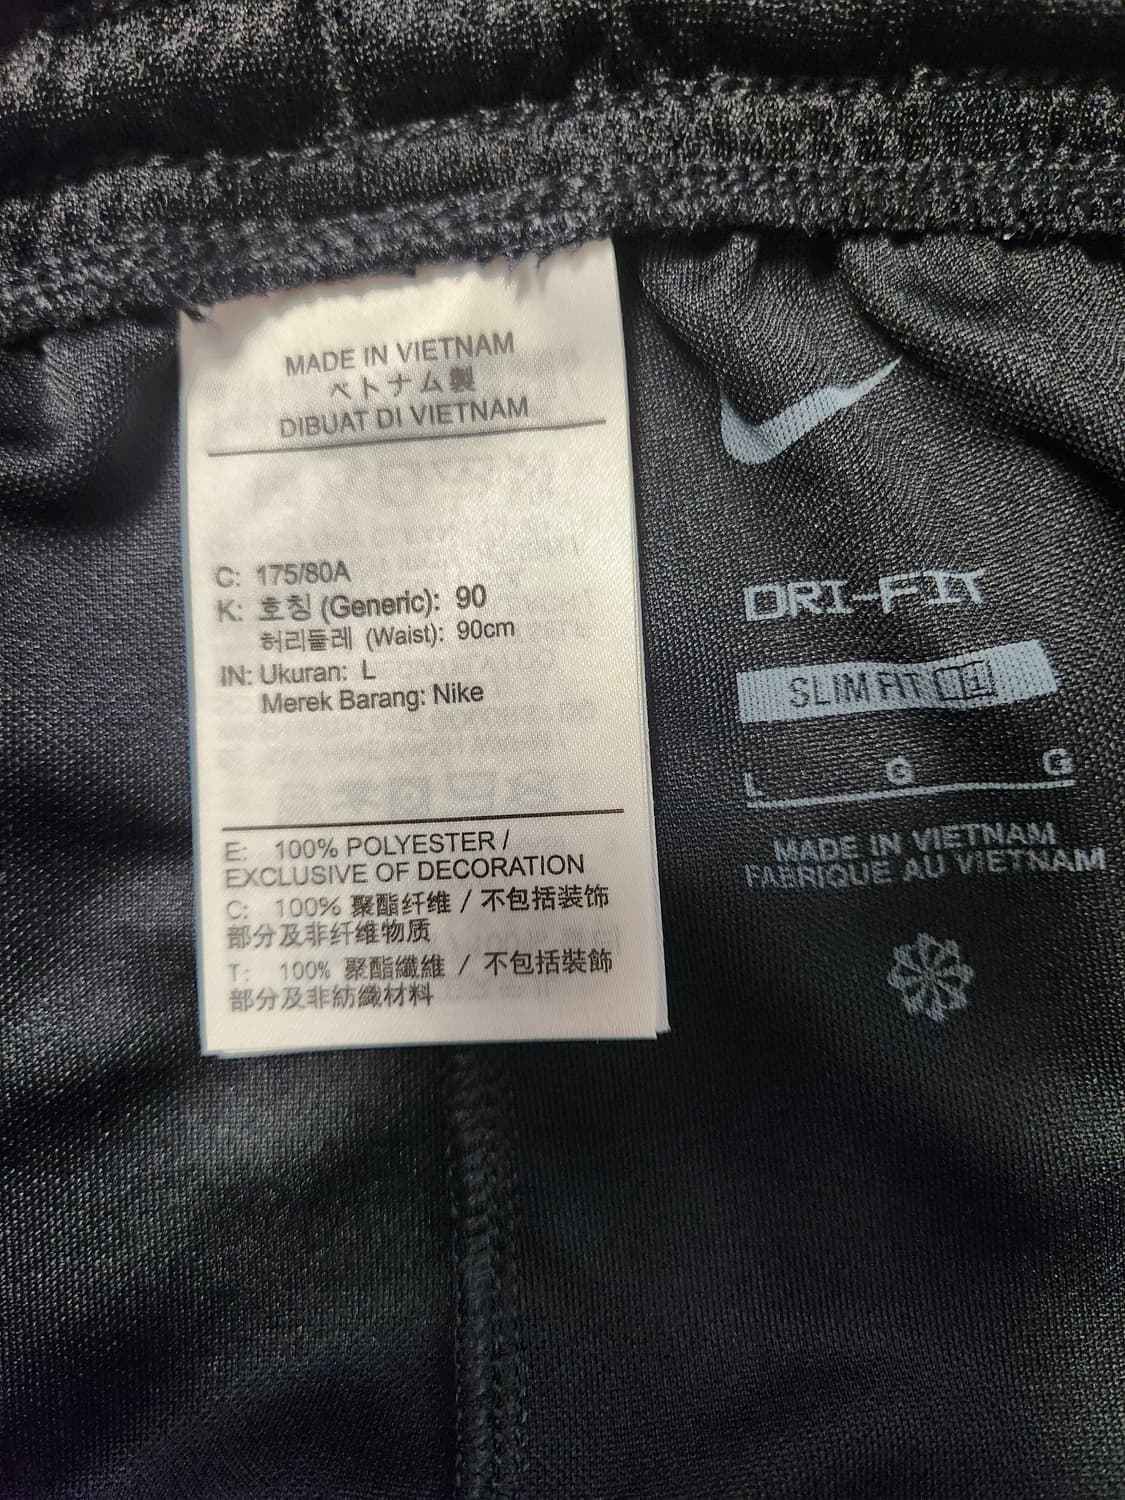 MADE IN VIETNAM
ベトナム製
DIBUAT DI VIETNAM
C: 175/80A
K: 호칭 (Generic): 90
허리둘레 (Waist): 90cm
IN: Ukuran: L
Merek Barang: Nike
E: 100% POLYESTER /
EXCLUSIVE OF DECORATION
C: 100% 聚酯纤维 / 不包括装饰
部分及非纤维物质
T: 100% 聚酯纖維 / 不包括裝飾
部分及非紡織材料
DRI-FIT
SLIM FIT
L G G
MADE IN VIETNAM
FABRIQUE AU VIETNAM